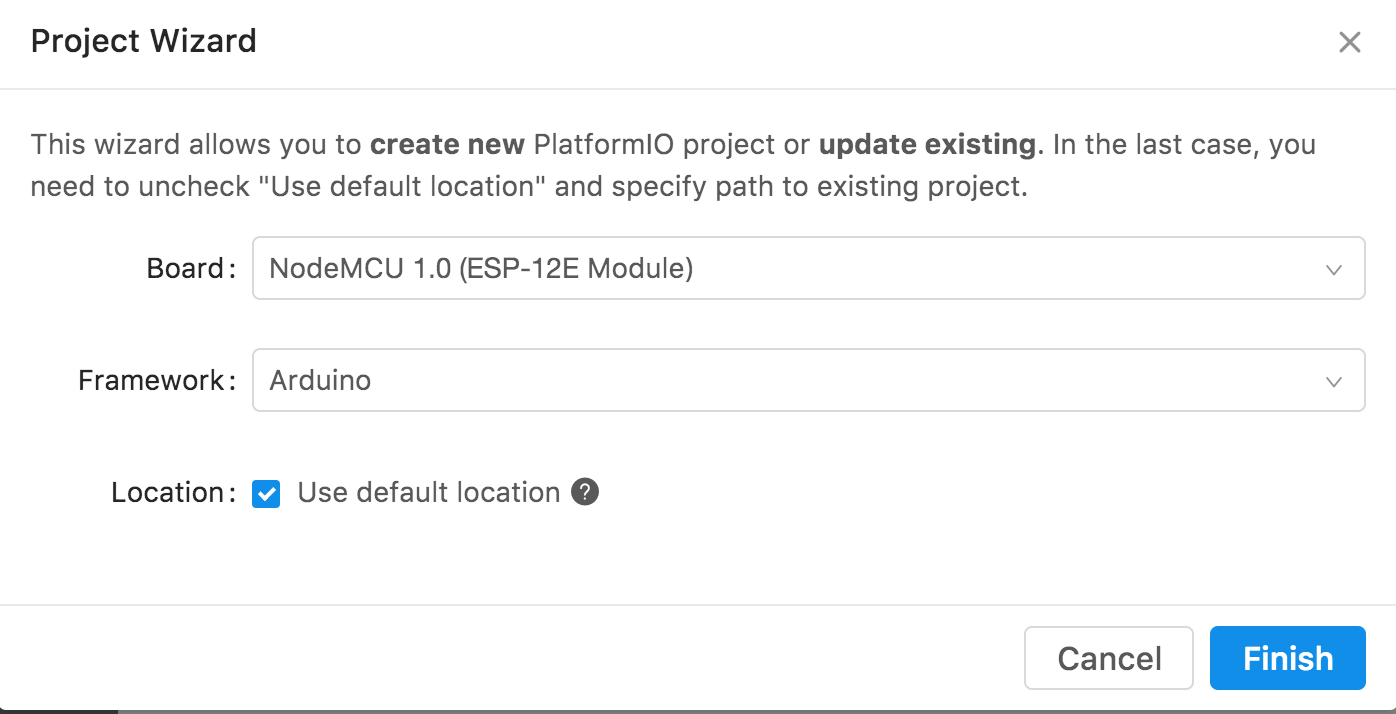 Project Wizard
This wizard allows you to create new PlatformIO project or update existing. In the last case, you
need to uncheck "Use default location" and specify path to existing project.
Board: NodeMCU 1.0 (ESP-12E Module)
Framework: Arduino
Location: Use default location ?
Cancel Finish